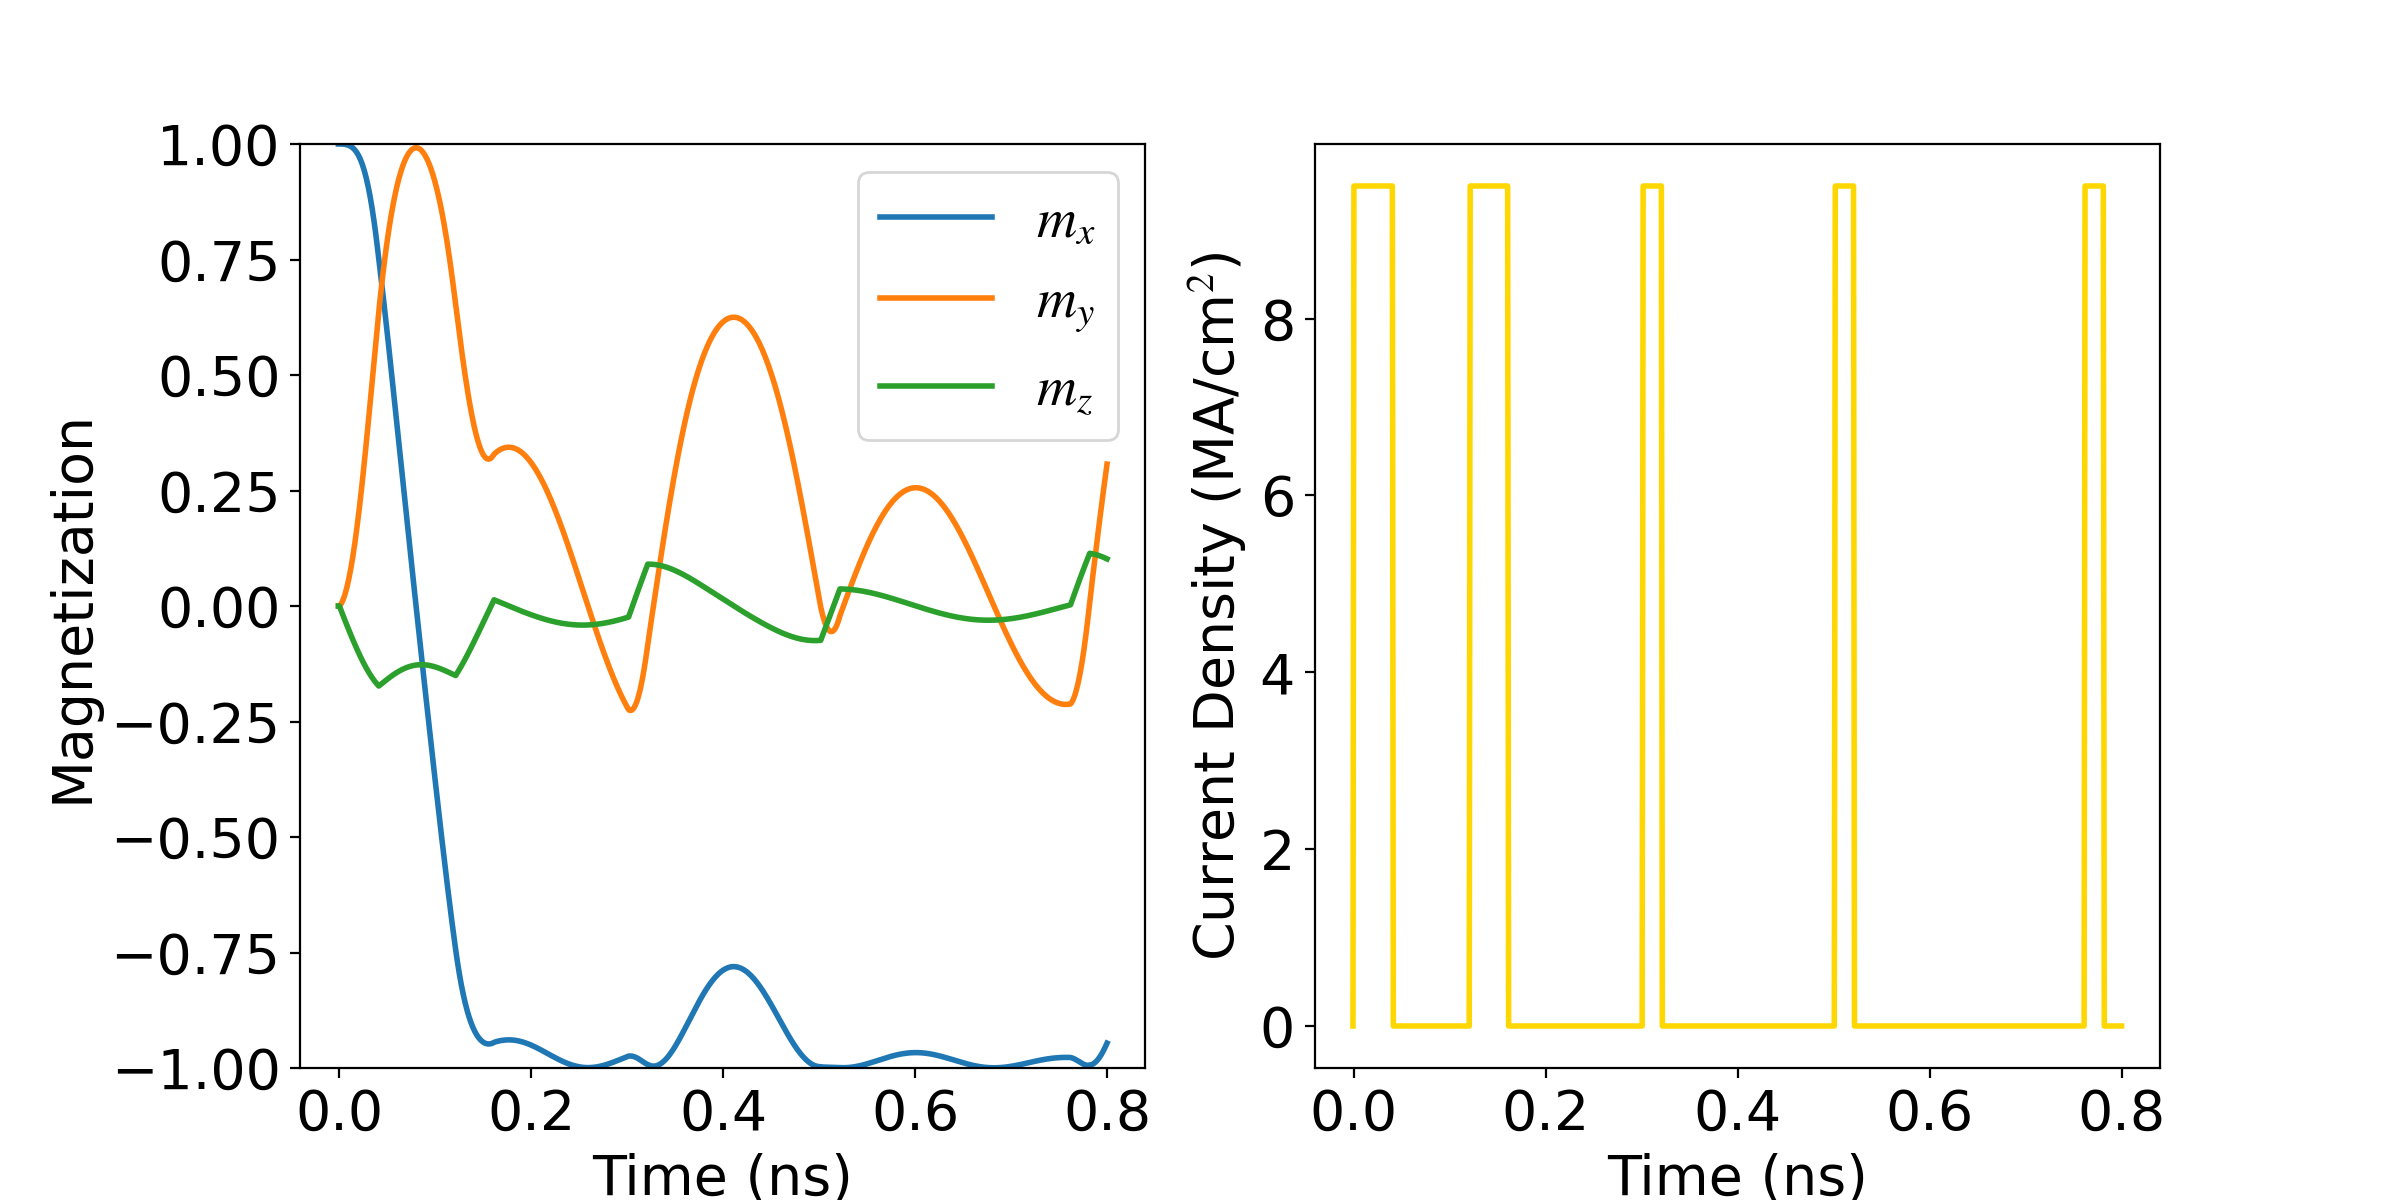 1.00
0.75
0.50
0.25
0.00
−0.25
−0.50
−0.75
−1.00
Magnetization
0.0 0.2 0.4 0.6 0.8
Time (ns)
m_x
m_y
m_z
8
6
4
2
0
Current Density (MA/cm²)
0.0 0.2 0.4 0.6 0.8
Time (ns)